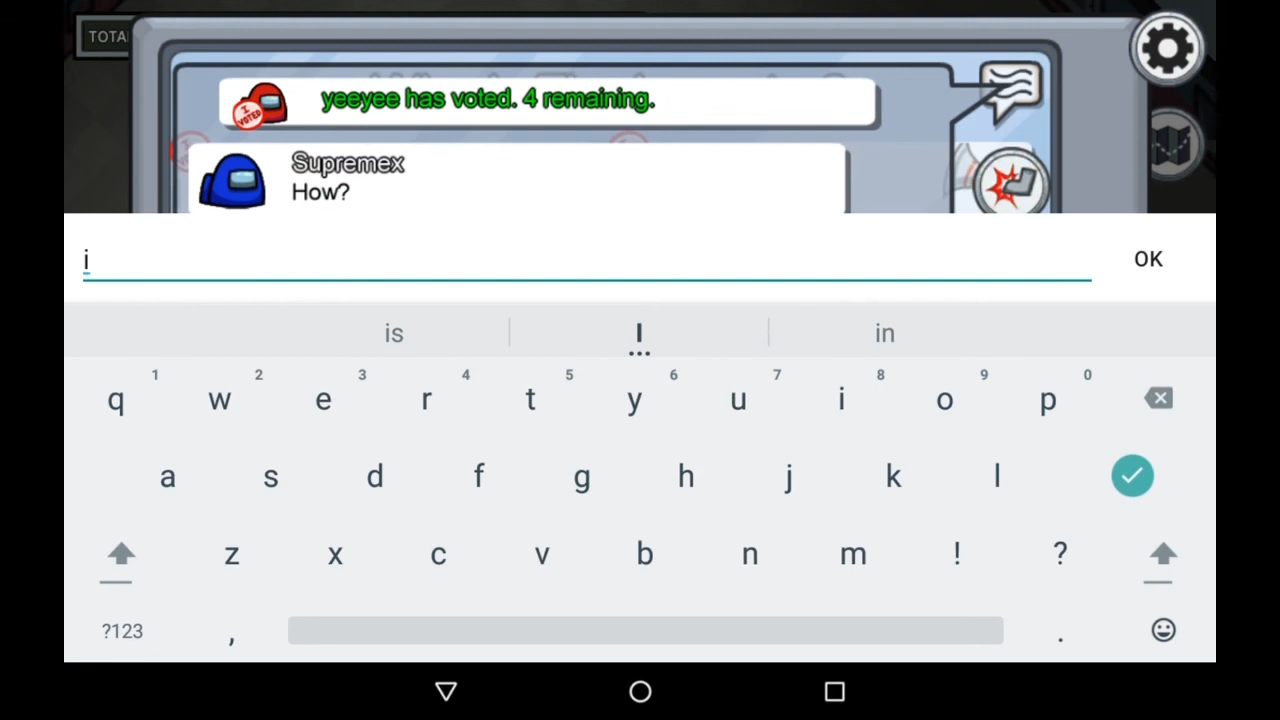 TOTA
I VOTED
yeeyee has voted. 4 remaining.
Supremex
How?
i
OK
is
I
in
1 2 3 4 5 6 7 8 9 0
q w e r t y u i o p
a s d f g h j k l
z x c v b n m ! ?
?123 , .